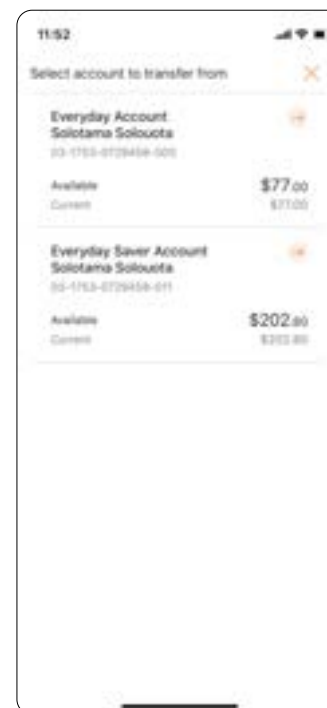 11:52
Select account to transfer from
Everyday Account
Solotama Solouota
Available $77.00
Current $77.00
Everyday Saver Account
Solotama Solouota
Available $202.80
Current $202.80